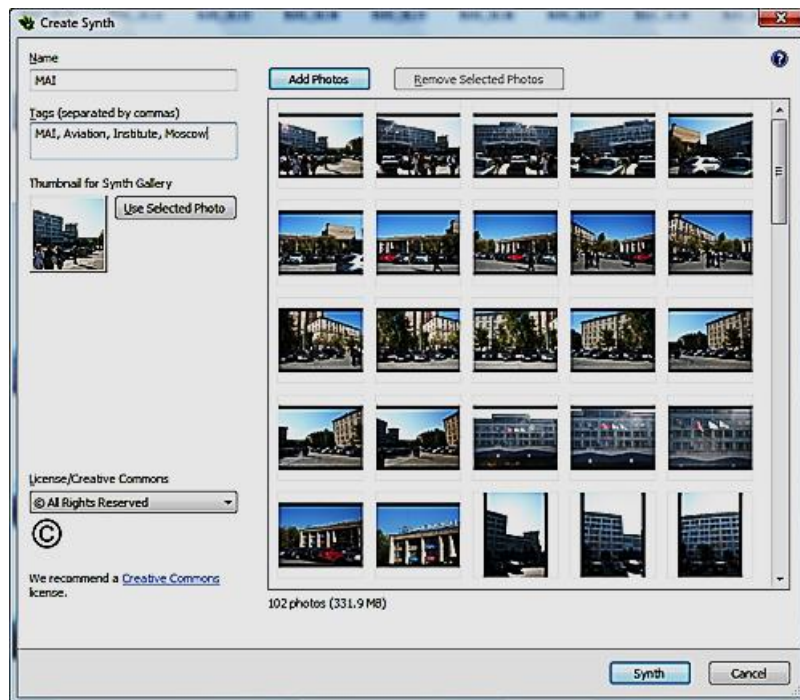 Create Synth
Name
MAI
Tags (separated by commas)
MAI, Aviation, Institute, Moscow
Thumbnail for Synth Gallery
Use Selected Photo
License/Creative Commons
© All Rights Reserved
©
We recommend a Creative Commons
license.
Add Photos
Remove Selected Photos
?
102 photos (331.9 MB)
Synth
Cancel